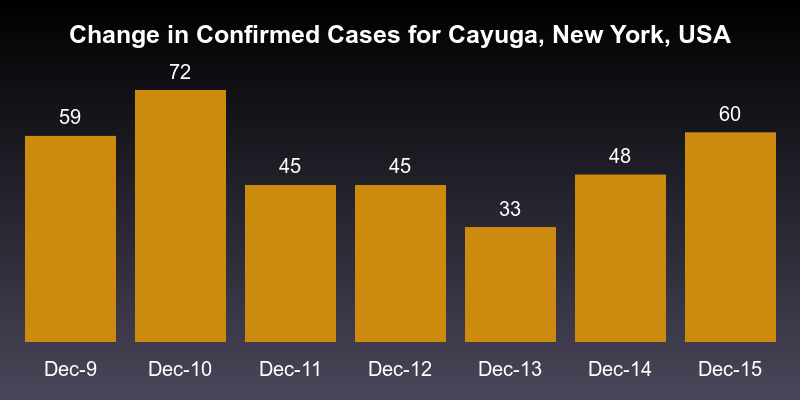 Change in Confirmed Cases for Cayuga, New York, USA
59 72 45 45 33 48 60
Dec-9 Dec-10 Dec-11 Dec-12 Dec-13 Dec-14 Dec-15